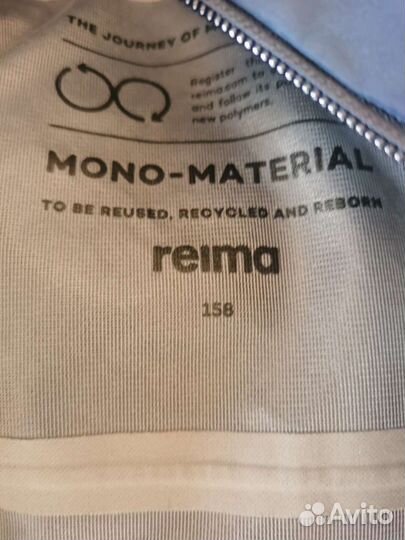 THE JOURNEY OF
Register
reima.com to
and follow its
new polymers.
MONO-MATERIAL
TO BE REUSED, RECYCLED AND REBORN
reima
158
Avito